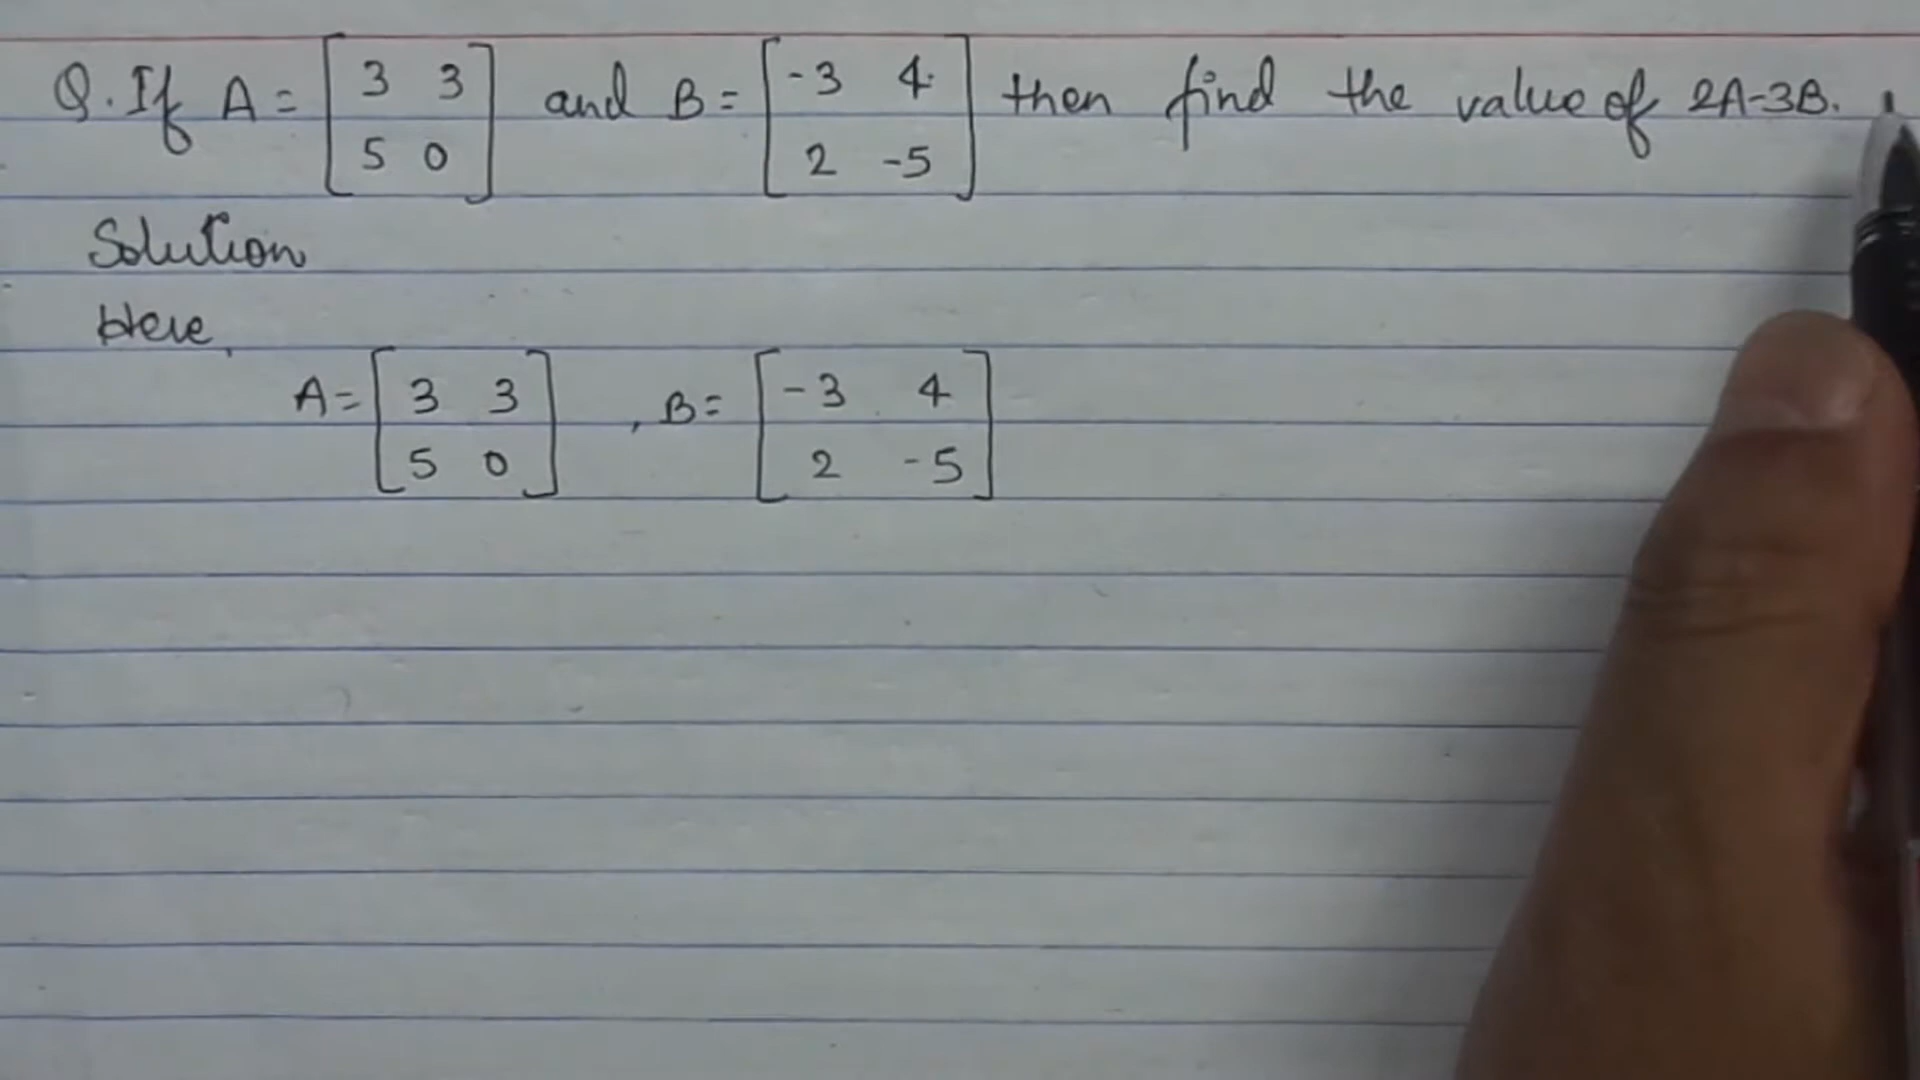 Q. If A = [3 3 and B = [-3 4 then find the value of 2A-3B.
5 0] 2 -5]
Solution
Here,
A = [3 3 , B = [-3 4
5 0] 2 -5]